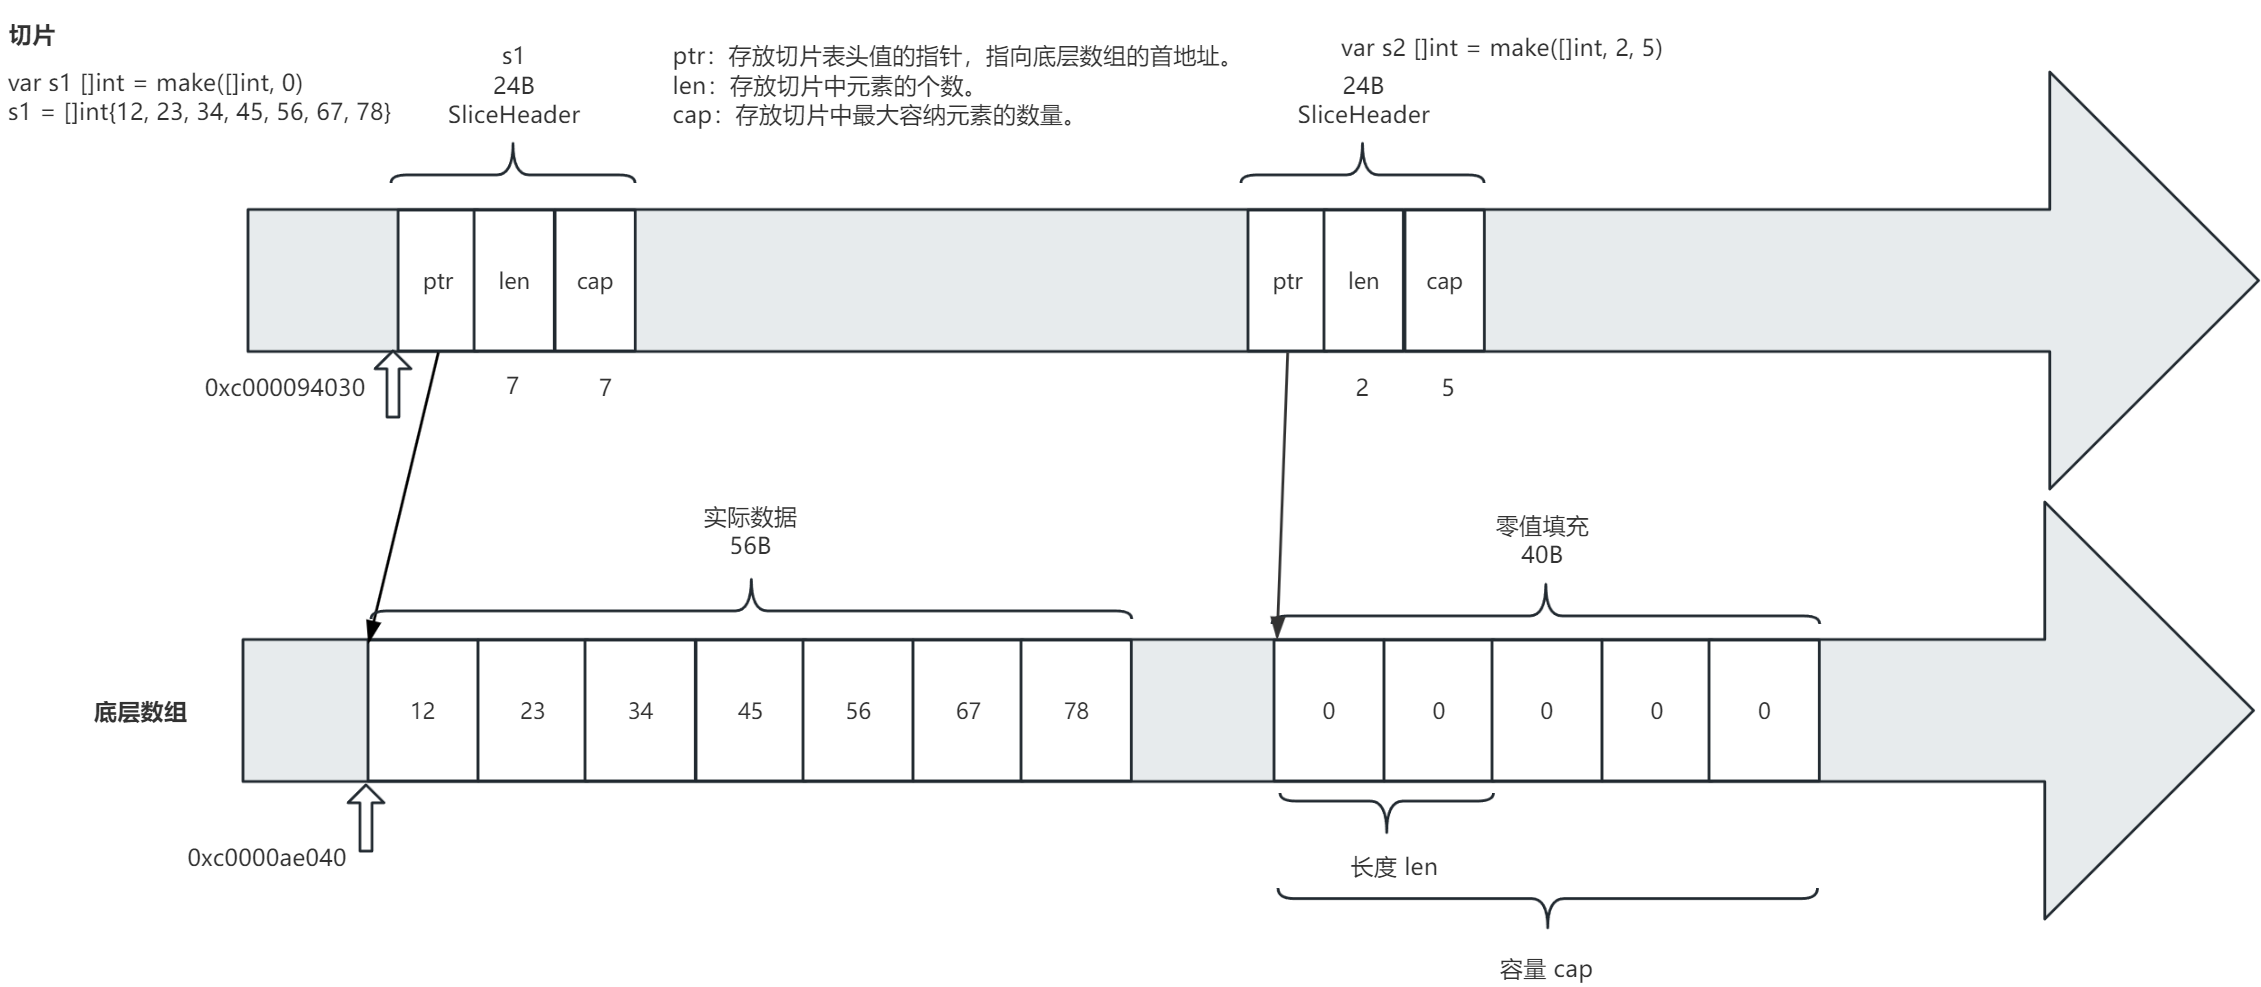 切片
var s1 []int = make([]int, 0)
s1 = []int{12, 23, 34, 45, 56, 67, 78}
s1
24B
SliceHeader
ptr：存放切片表头值的指针，指向底层数组的首地址。
len：存放切片中元素的个数。
cap：存放切片中最大容纳元素的数量。
var s2 []int = make([]int, 2, 5)
24B
SliceHeader
ptr len cap
ptr len cap
0xc000094030
7 7
2 5
实际数据
56B
零值填充
40B
底层数组
12 23 34 45 56 67 78
0 0 0 0 0
0xc0000ae040
长度 len
容量 cap